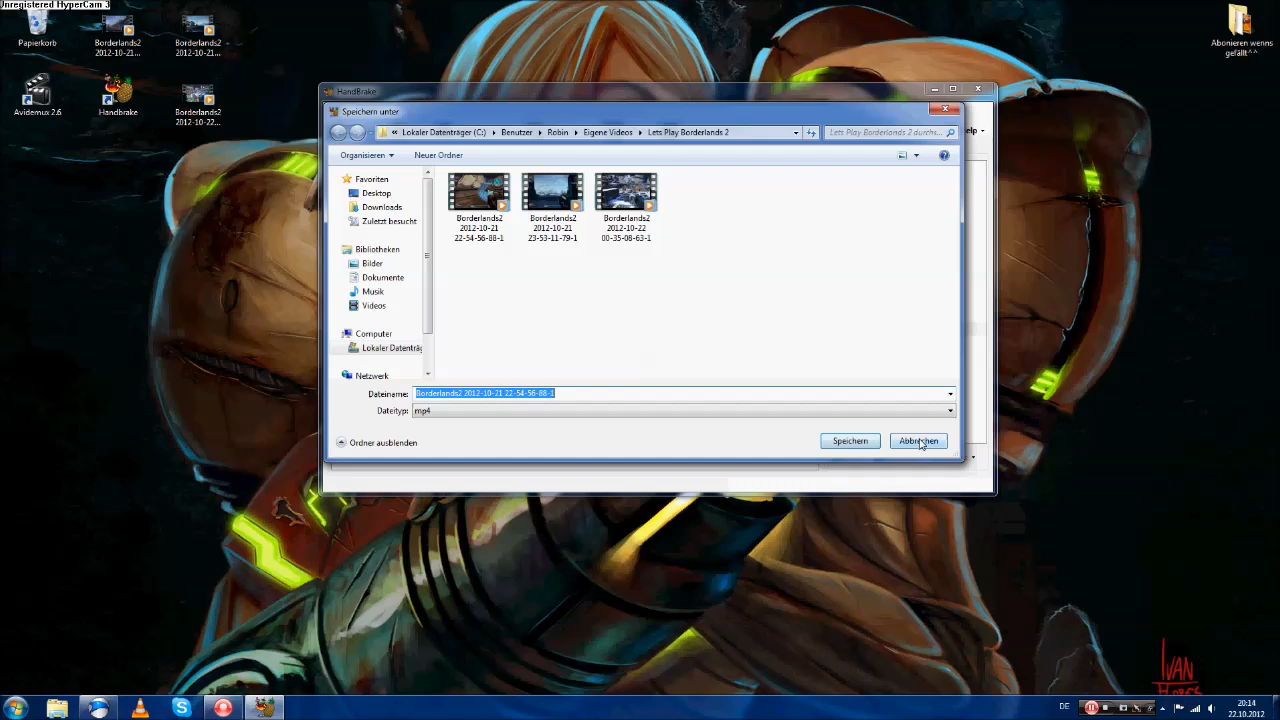 Unregistered HyperCam 3
Papierkorb
Borderlands2
2012-10-21...
Borderlands2
2012-10-21...
Avidemux 2.6
Handbrake
Borderlands2
2012-10-22...
Abonieren wenns
gefällt^^
HandBrake
Speichern unter
« Lokaler Datenträger (C:) ▸ Benutzer ▸ Robin ▸ Eigene Videos ▸ Lets Play Borderlands 2
Lets Play Borderlands 2 durchs...
elp
Organisieren
Neuer Ordner
Favoriten
Desktop
Downloads
Zuletzt besucht
Bibliotheken
Bilder
Dokumente
Musik
Videos
Computer
Lokaler Datenträg
Netzwerk
Borderlands2
2012-10-21
22-54-56-88-1
Borderlands2
2012-10-21
23-53-11-79-1
Borderlands2
2012-10-22
00-35-08-63-1
Dateiname:
Borderlands2 2012-10-21 22-54-56-88-1
Dateityp:
mp4
Ordner ausblenden
Speichern
Abbrechen
IVAN
DE
20:14
22.10.2012